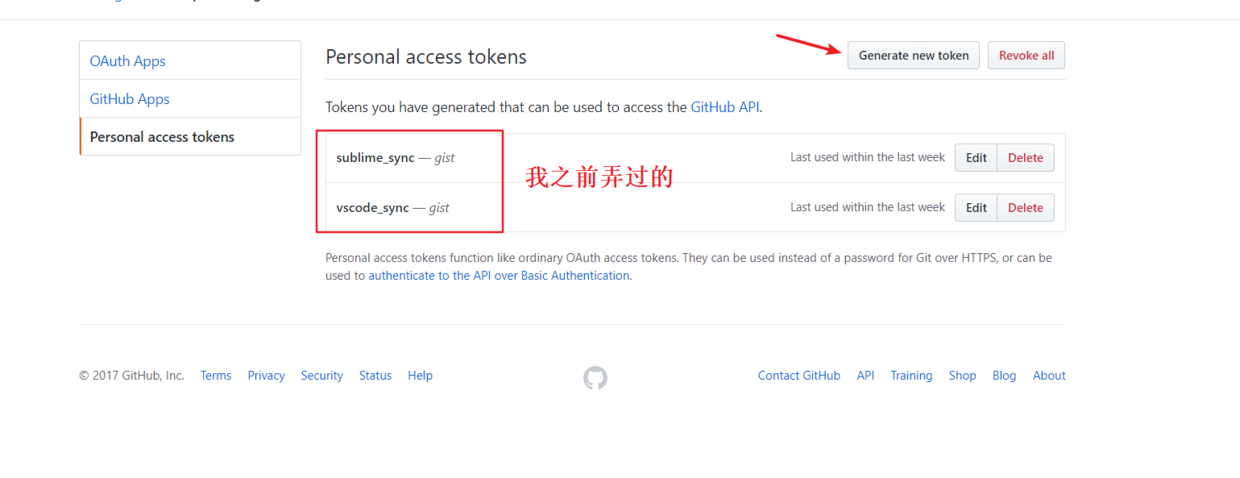 OAuth Apps
GitHub Apps
Personal access tokens
Personal access tokens
Generate new token
Revoke all
Tokens you have generated that can be used to access the GitHub API.
sublime_sync — gist
Last used within the last week
Edit
Delete
我之前弄过的
vscode_sync — gist
Last used within the last week
Edit
Delete
Personal access tokens function like ordinary OAuth access tokens. They can be used instead of a password for Git over HTTPS, or can be
used to authenticate to the API over Basic Authentication.
© 2017 GitHub, Inc. Terms Privacy Security Status Help
Contact GitHub API Training Shop Blog About